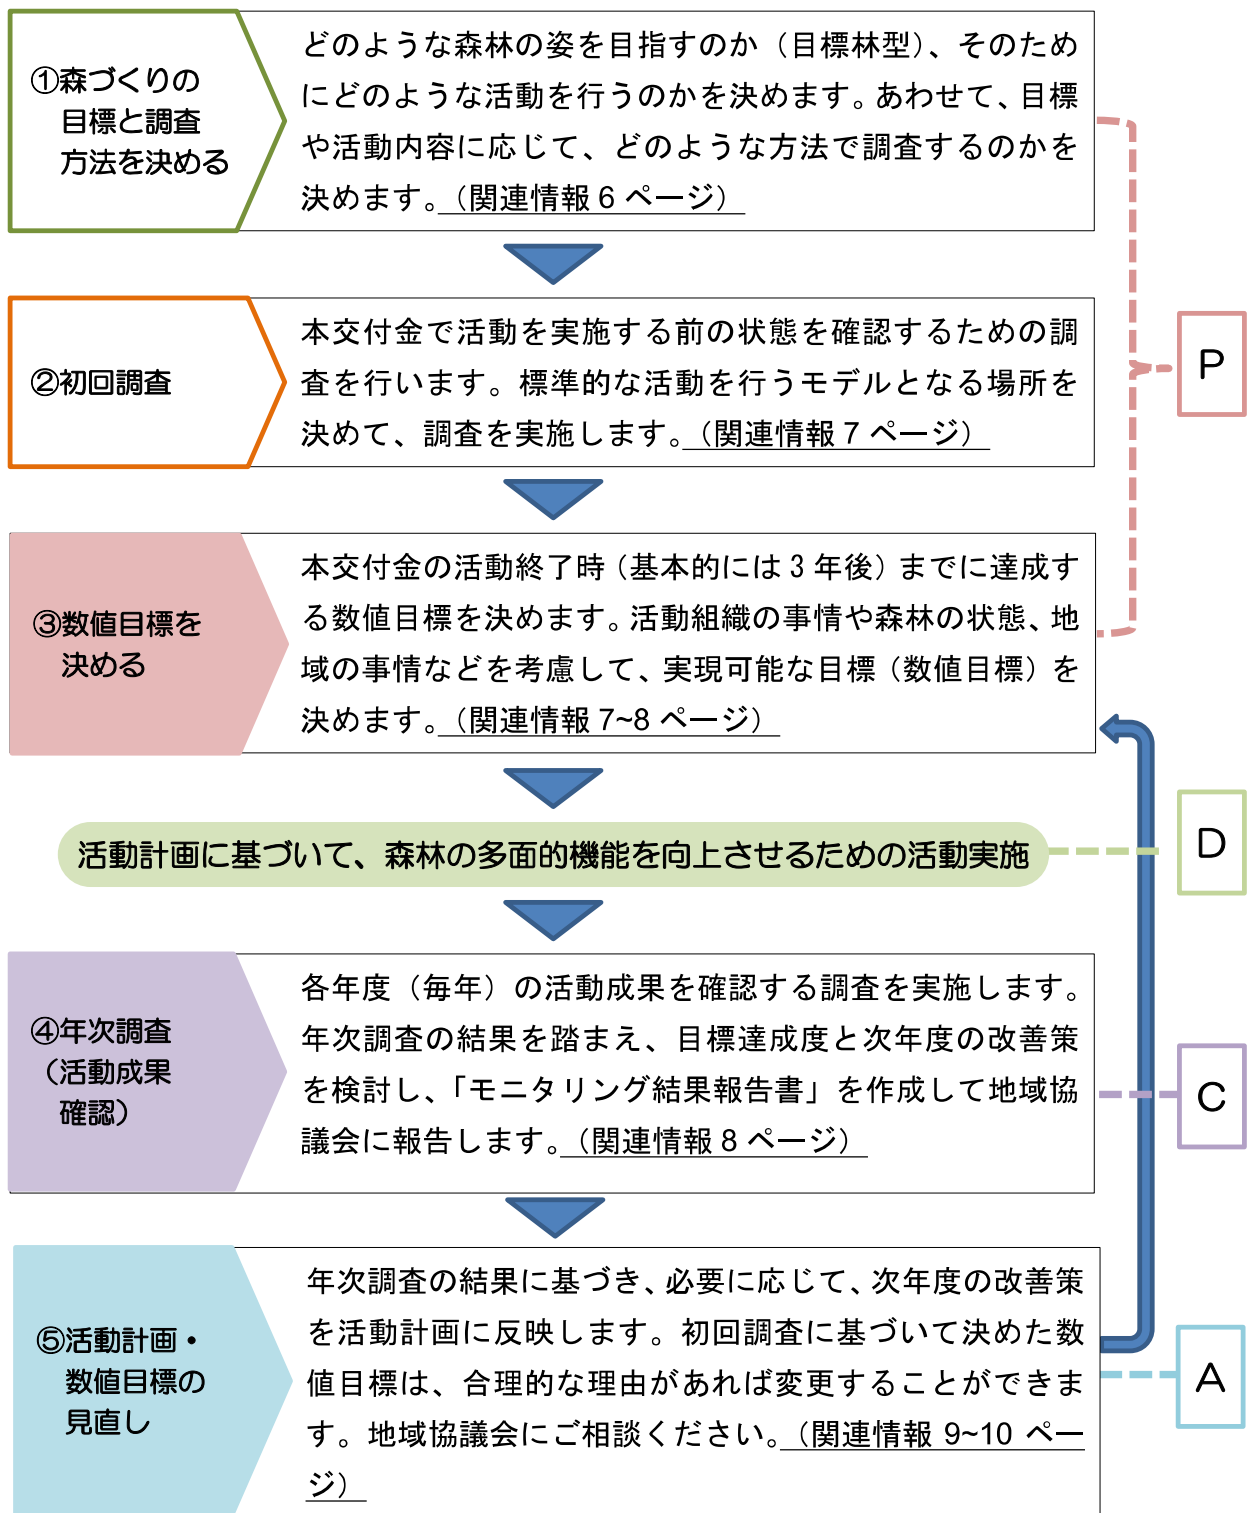 ①森づくりの
目標と調査
方法を決める
どのような森林の姿を目指すのか（目標林型）、そのため
にどのような活動を行うのかを決めます。あわせて、目標
や活動内容に応じて、どのような方法で調査するのかを
決めます。（関連情報6ページ）
②初回調査
本交付金で活動を実施する前の状態を確認するための調
査を行います。標準的な活動を行うモデルとなる場所を
決めて、調査を実施します。（関連情報7ページ）
P
③数値目標を
決める
本交付金の活動終了時（基本的には3年後）までに達成す
る数値目標を決めます。活動組織の事情や森林の状態、地
域の事情などを考慮して、実現可能な目標（数値目標）を
決めます。（関連情報7~8ページ）
活動計画に基づいて、森林の多面的機能を向上させるための活動実施
D
④年次調査
（活動成果
確認）
各年度（毎年）の活動成果を確認する調査を実施します。
年次調査の結果を踏まえ、目標達成度と次年度の改善策
を検討し、「モニタリング結果報告書」を作成して地域協
議会に報告します。（関連情報8ページ）
C
⑤活動計画・
数値目標の
見直し
年次調査の結果に基づき、必要に応じて、次年度の改善策
を活動計画に反映します。初回調査に基づいて決めた数
値目標は、合理的な理由があれば変更することができま
す。地域協議会にご相談ください。（関連情報 9~10 ペー
ジ）
A